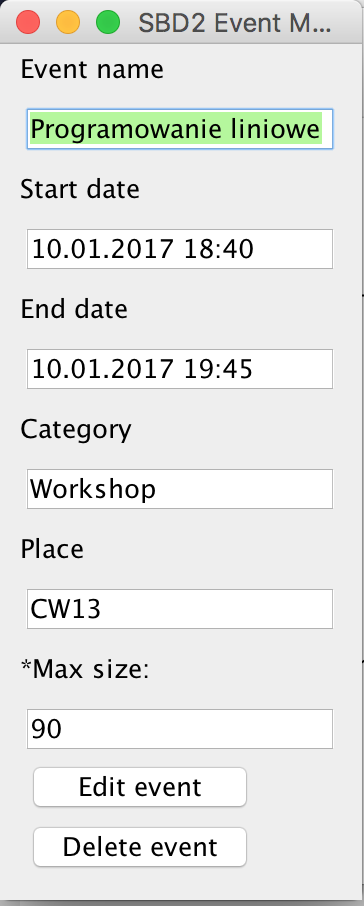 SBD2 Event M...
Event name
Programowanie liniowe
Start date
10.01.2017 18:40
End date
10.01.2017 19:45
Category
Workshop
Place
CW13
*Max size:
90
Edit event
Delete event